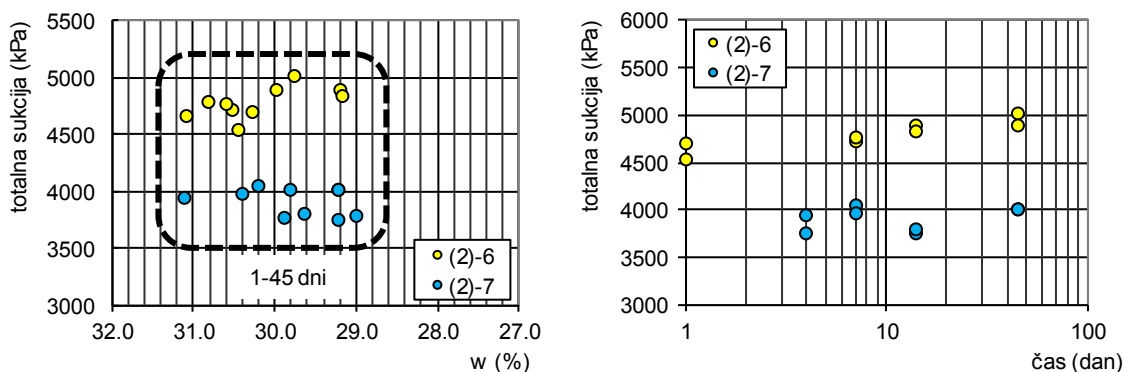 totalna sukcija (kPa)
5500
5000
4500
4000
3500
3000
32.0 31.0 30.0 29.0 28.0 27.0
w (%)
1-45 dni
(2)-6
(2)-7
totalna sukcija (kPa)
6000
5500
5000
4500
4000
3500
3000
1 10 100
čas (dan)
(2)-6
(2)-7